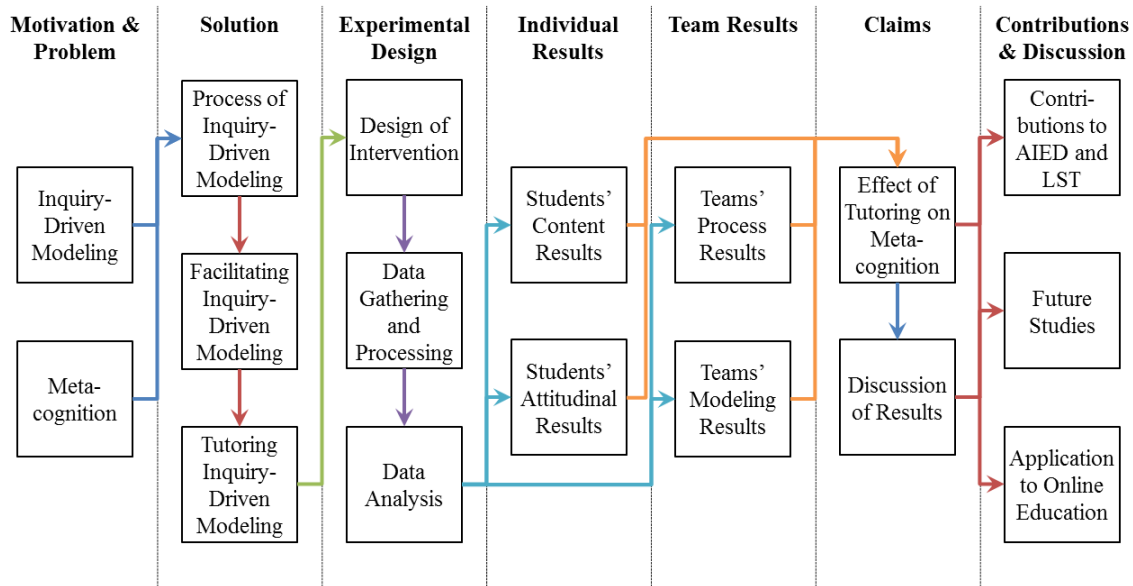 Motivation &
Problem
Solution
Experimental
Design
Individual
Results
Team Results
Claims
Contributions
& Discussion
Inquiry-
Driven
Modeling
Meta-
cognition
Process of
Inquiry-
Driven
Modeling
Facilitating
Inquiry-
Driven
Modeling
Tutoring
Inquiry-
Driven
Modeling
Design of
Intervention
Data
Gathering
and
Processing
Data
Analysis
Students’
Content
Results
Students’
Attitudinal
Results
Teams’
Process
Results
Teams’
Modeling
Results
Effect of
Tutoring on
Meta-
cognition
Discussion
of Results
Contri-
butions to
AIED and
LST
Future
Studies
Application
to Online
Education